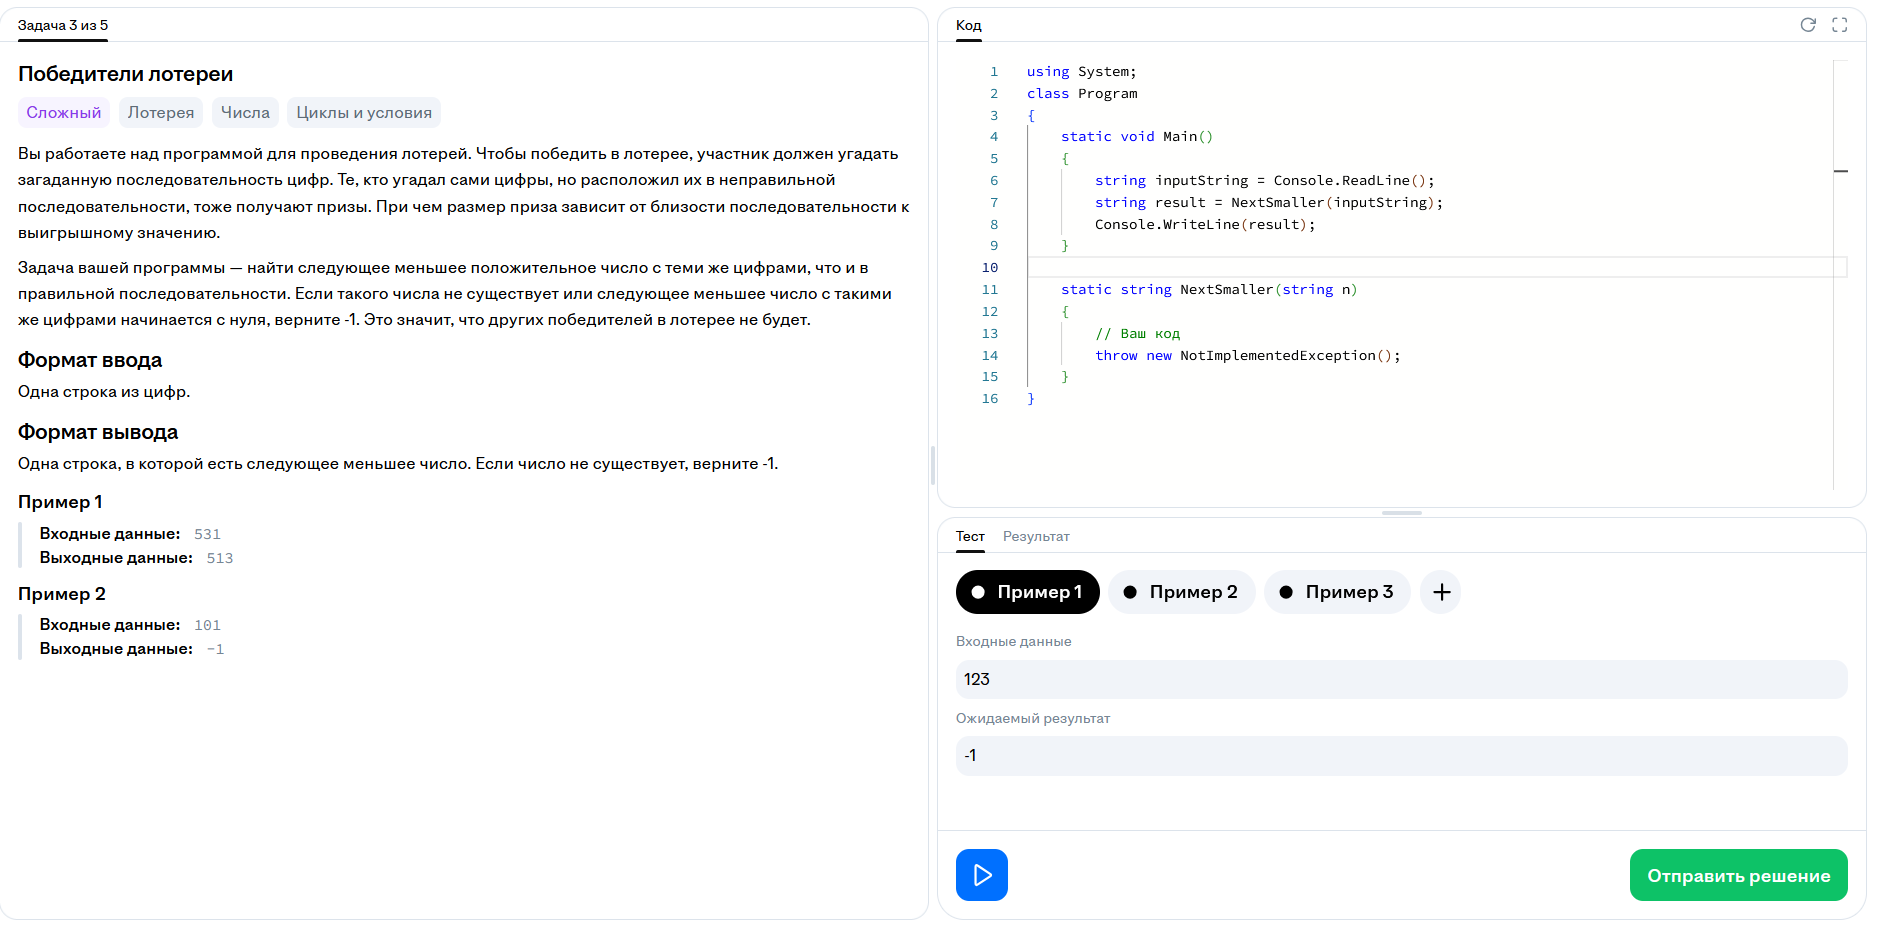 Задача 3 из 5
Победители лотереи
Сложный Лотерея Числа Циклы и условия
Вы работаете над программой для проведения лотерей. Чтобы победить в лотерее, участник должен угадать
загаданную последовательность цифр. Те, кто угадал сами цифры, но расположил их в неправильной
последовательности, тоже получают призы. При чем размер приза зависит от близости последовательности к
выигрышному значению.
Задача вашей программы — найти следующее меньшее положительное число с теми же цифрами, что и в
правильной последовательности. Если такого числа не существует или следующее меньшее число с такими
же цифрами начинается с нуля, верните -1. Это значит, что других победителей в лотерее не будет.
Формат ввода
Одна строка из цифр.
Формат вывода
Одна строка, в которой есть следующее меньшее число. Если число не существует, верните -1.
Пример 1
Входные данные: 531
Выходные данные: 513
Пример 2
Входные данные: 101
Выходные данные: -1
Код
1 using System;
2 class Program
3 {
4 static void Main()
5 {
6 string inputString = Console.ReadLine();
7 string result = NextSmaller(inputString);
8 Console.WriteLine(result);
9 }
10
11 static string NextSmaller(string n)
12 {
13 // Ваш код
14 throw new NotImplementedException();
15 }
16 }
Тест Результат
Пример 1 Пример 2 Пример 3 +
Входные данные
123
Ожидаемый результат
-1
Отправить решение